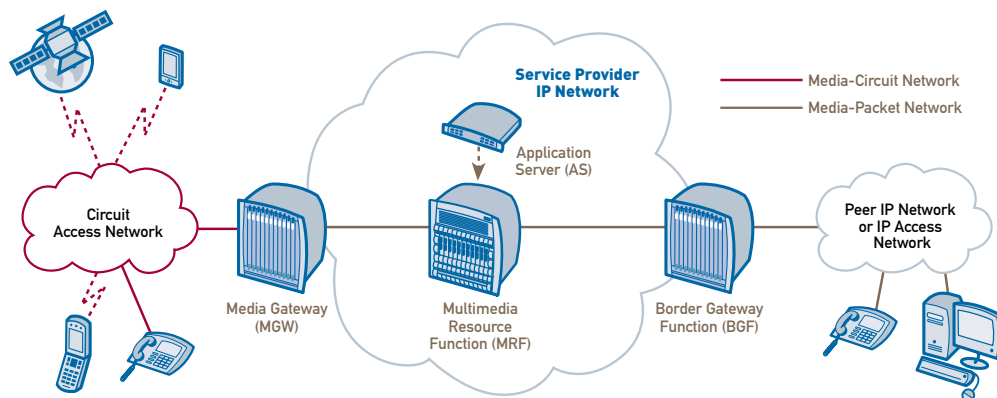 Service Provider
IP Network
Media-Circuit Network
Media-Packet Network
Application
Server (AS)
Circuit
Access Network
Peer IP Network
or IP Access
Network
Media Gateway
(MGW)
Multimedia
Resource
Function (MRF)
Border Gateway
Function (BGF)